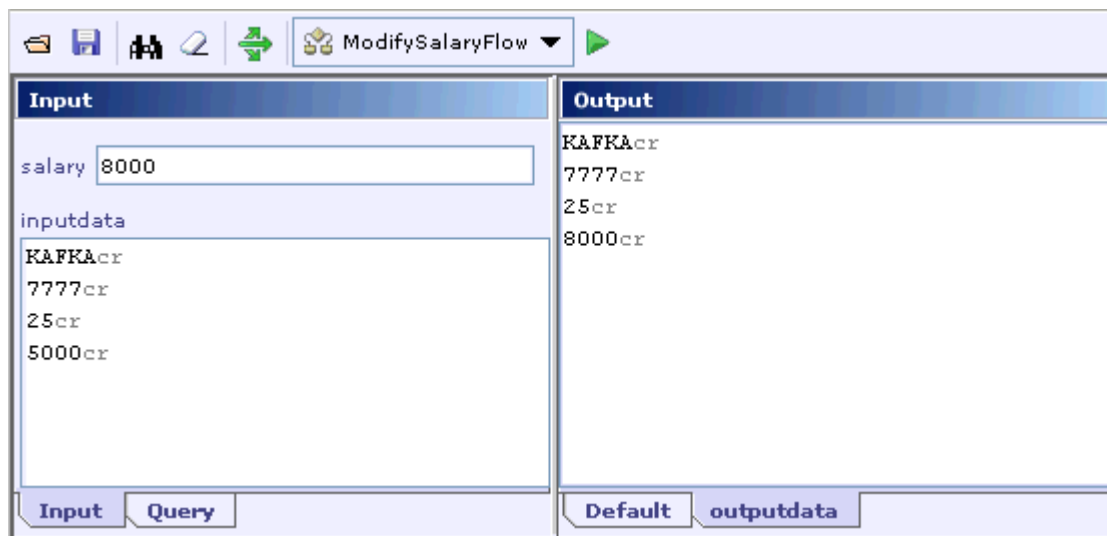 ModifySalaryFlow
Input
salary 8000
inputdata
KAFKAcr
7777cr
25cr
5000cr
Input Query
Output
KAFKAcr
7777cr
25cr
8000cr
Default outputdata